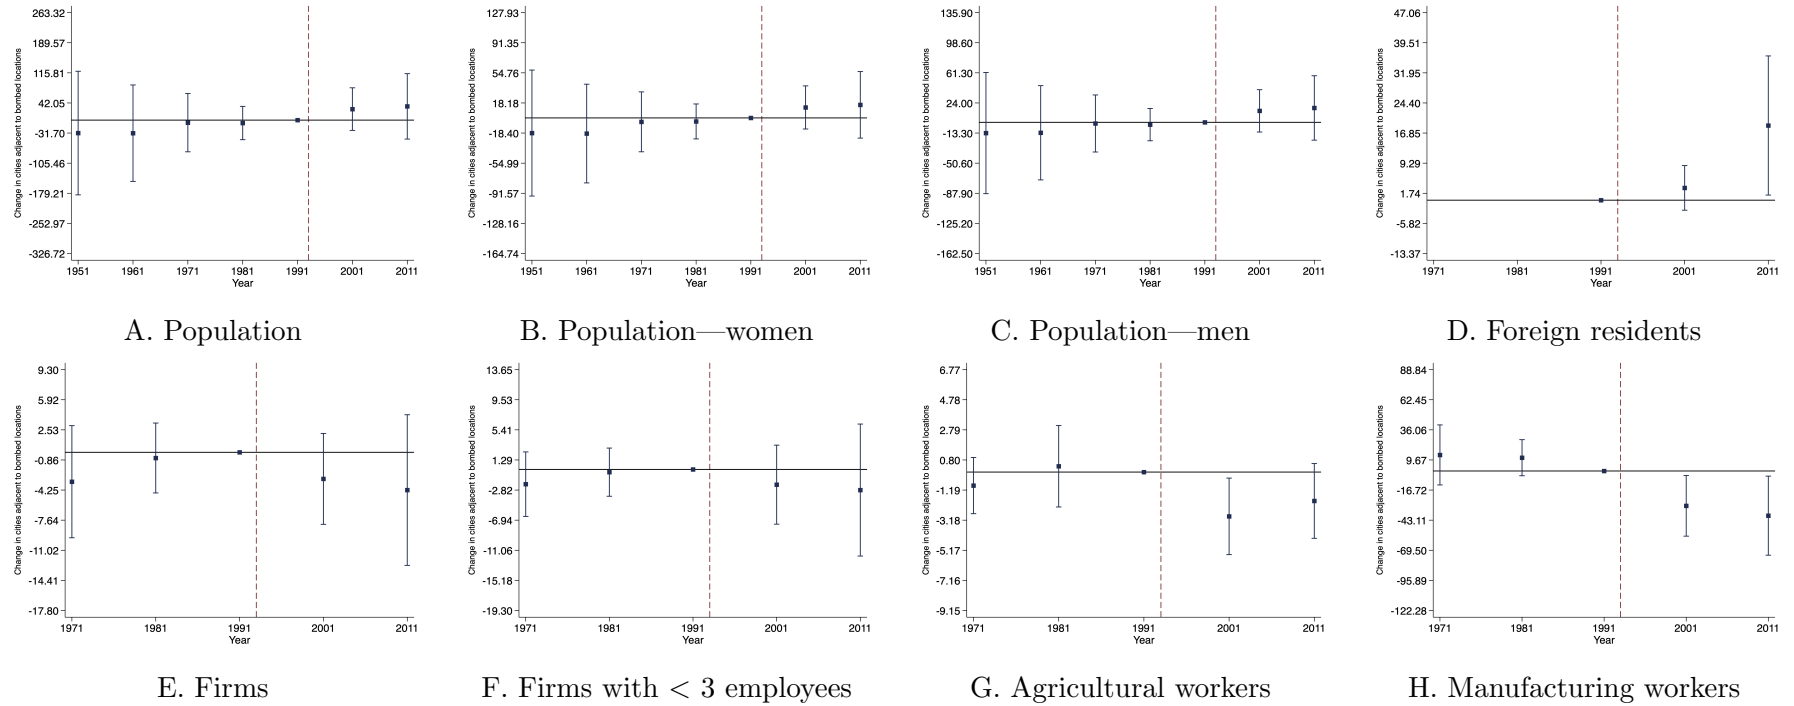 Change in cities adjacent to bombed locations
263.32
189.57
115.81
42.05
-31.70
-105.46
-179.21
-252.97
-326.72
1951 1961 1971 1981 1991 2001 2011
Year
A. Population
Change in cities adjacent to bombed locations
127.93
91.35
54.76
18.18
-18.40
-54.99
-91.57
-128.16
-164.74
1951 1961 1971 1981 1991 2001 2011
Year
B. Population—women
Change in cities adjacent to bombed locations
135.90
98.60
61.30
24.00
-13.30
-50.60
-87.90
-125.20
-162.50
1951 1961 1971 1981 1991 2001 2011
Year
C. Population—men
Change in cities adjacent to bombed locations
47.06
39.51
31.95
24.40
16.85
9.29
1.74
-5.82
-13.37
1971 1981 1991 2001 2011
Year
D. Foreign residents
Change in cities adjacent to bombed locations
9.30
5.92
2.53
-0.86
-4.25
-7.64
-11.02
-14.41
-17.80
1971 1981 1991 2001 2011
Year
E. Firms
Change in cities adjacent to bombed locations
13.65
9.53
5.41
1.29
-2.82
-6.94
-11.06
-15.18
-19.30
1971 1981 1991 2001 2011
Year
F. Firms with < 3 employees
Change in cities adjacent to bombed locations
6.77
4.78
2.79
0.80
-1.19
-3.18
-5.17
-7.16
-9.15
1971 1981 1991 2001 2011
Year
G. Agricultural workers
Change in cities adjacent to bombed locations
88.84
62.45
36.06
9.67
-16.72
-43.11
-69.50
-95.89
-122.28
1971 1981 1991 2001 2011
Year
H. Manufacturing workers